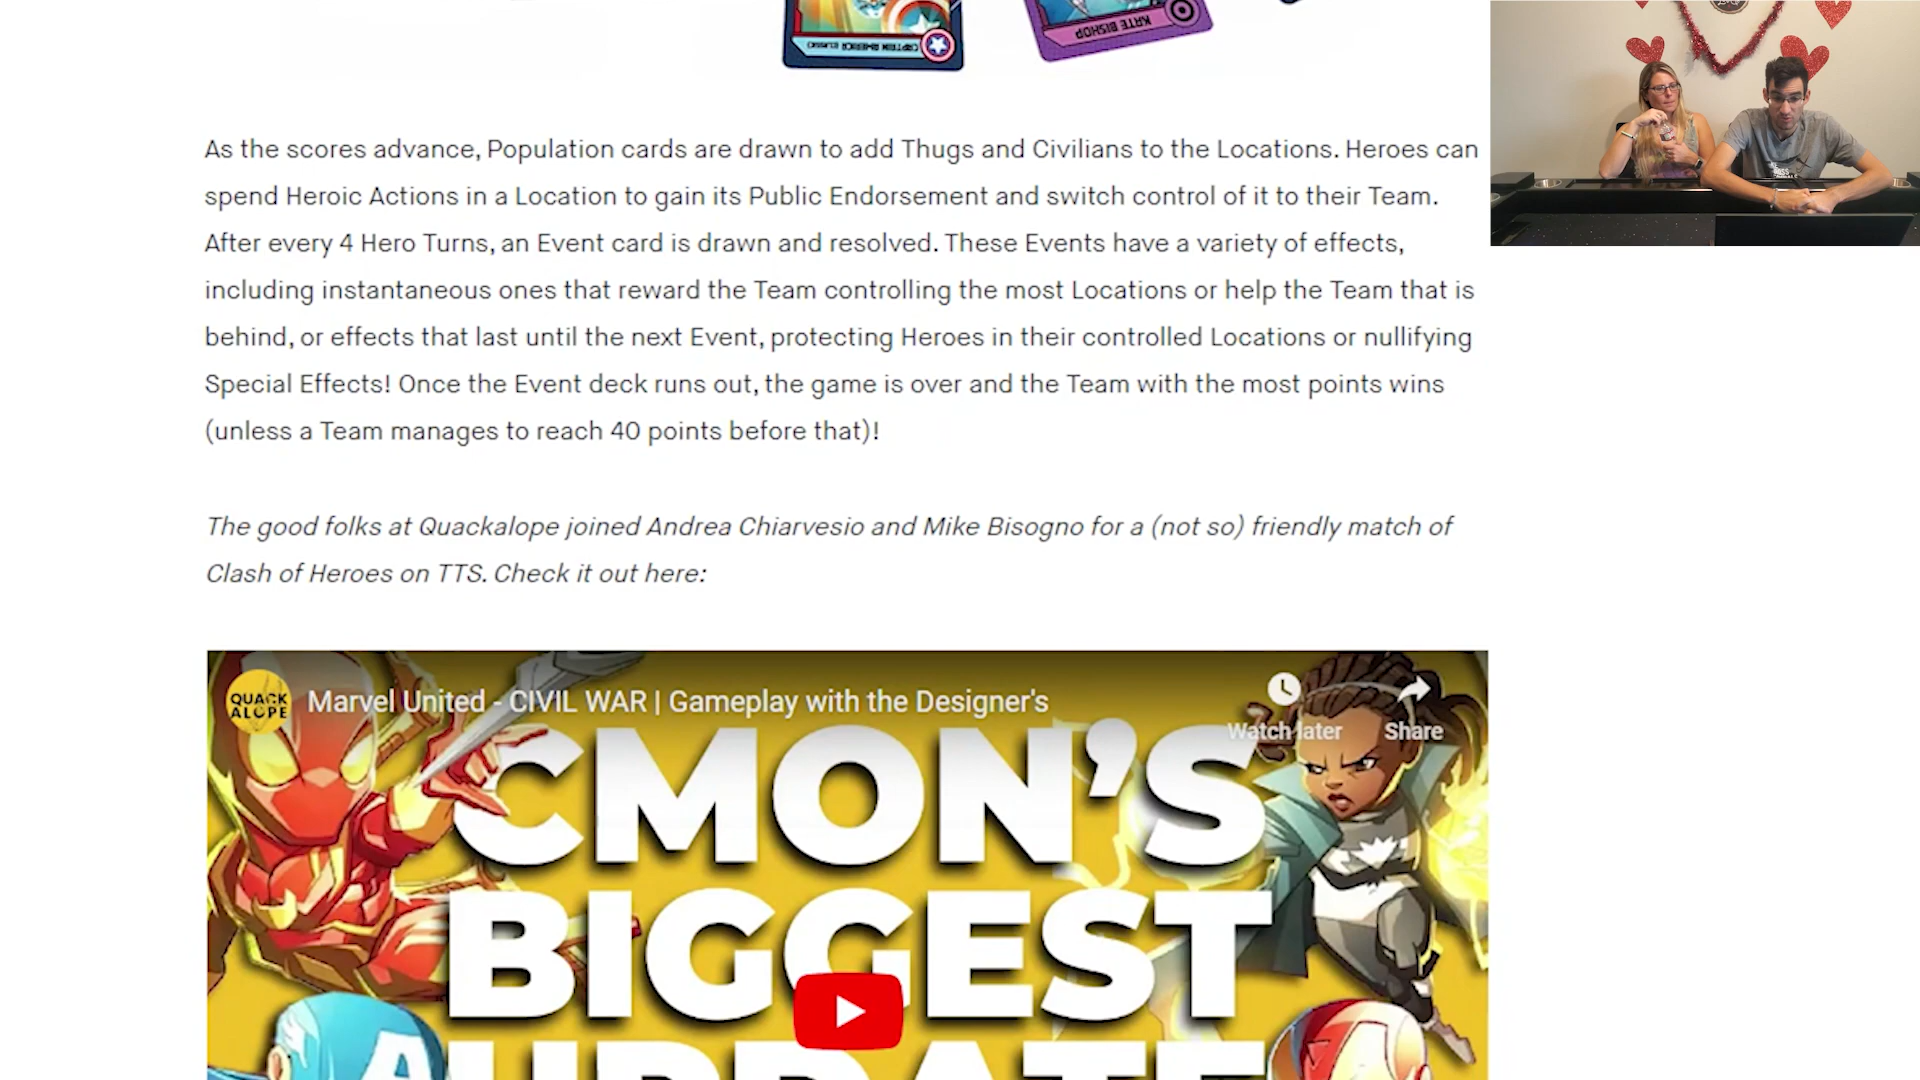 CAPTAIN AMERICA (CLASSIC)
KATE BISHOP
As the scores advance, Population cards are drawn to add Thugs and Civilians to the Locations. Heroes can
spend Heroic Actions in a Location to gain its Public Endorsement and switch control of it to their Team.
After every 4 Hero Turns, an Event card is drawn and resolved. These Events have a variety of effects,
including instantaneous ones that reward the Team controlling the most Locations or help the Team that is
behind, or effects that last until the next Event, protecting Heroes in their controlled Locations or nullifying
Special Effects! Once the Event deck runs out, the game is over and the Team with the most points wins
(unless a Team manages to reach 40 points before that)!
The good folks at Quackalope joined Andrea Chiarvesio and Mike Bisogno for a (not so) friendly match of
Clash of Heroes on TTS. Check it out here:
QUACK
ALOPE
Marvel United - CIVIL WAR | Gameplay with the Designer's
Watch later
Share
CMON'S
BIGGEST
UPDATE